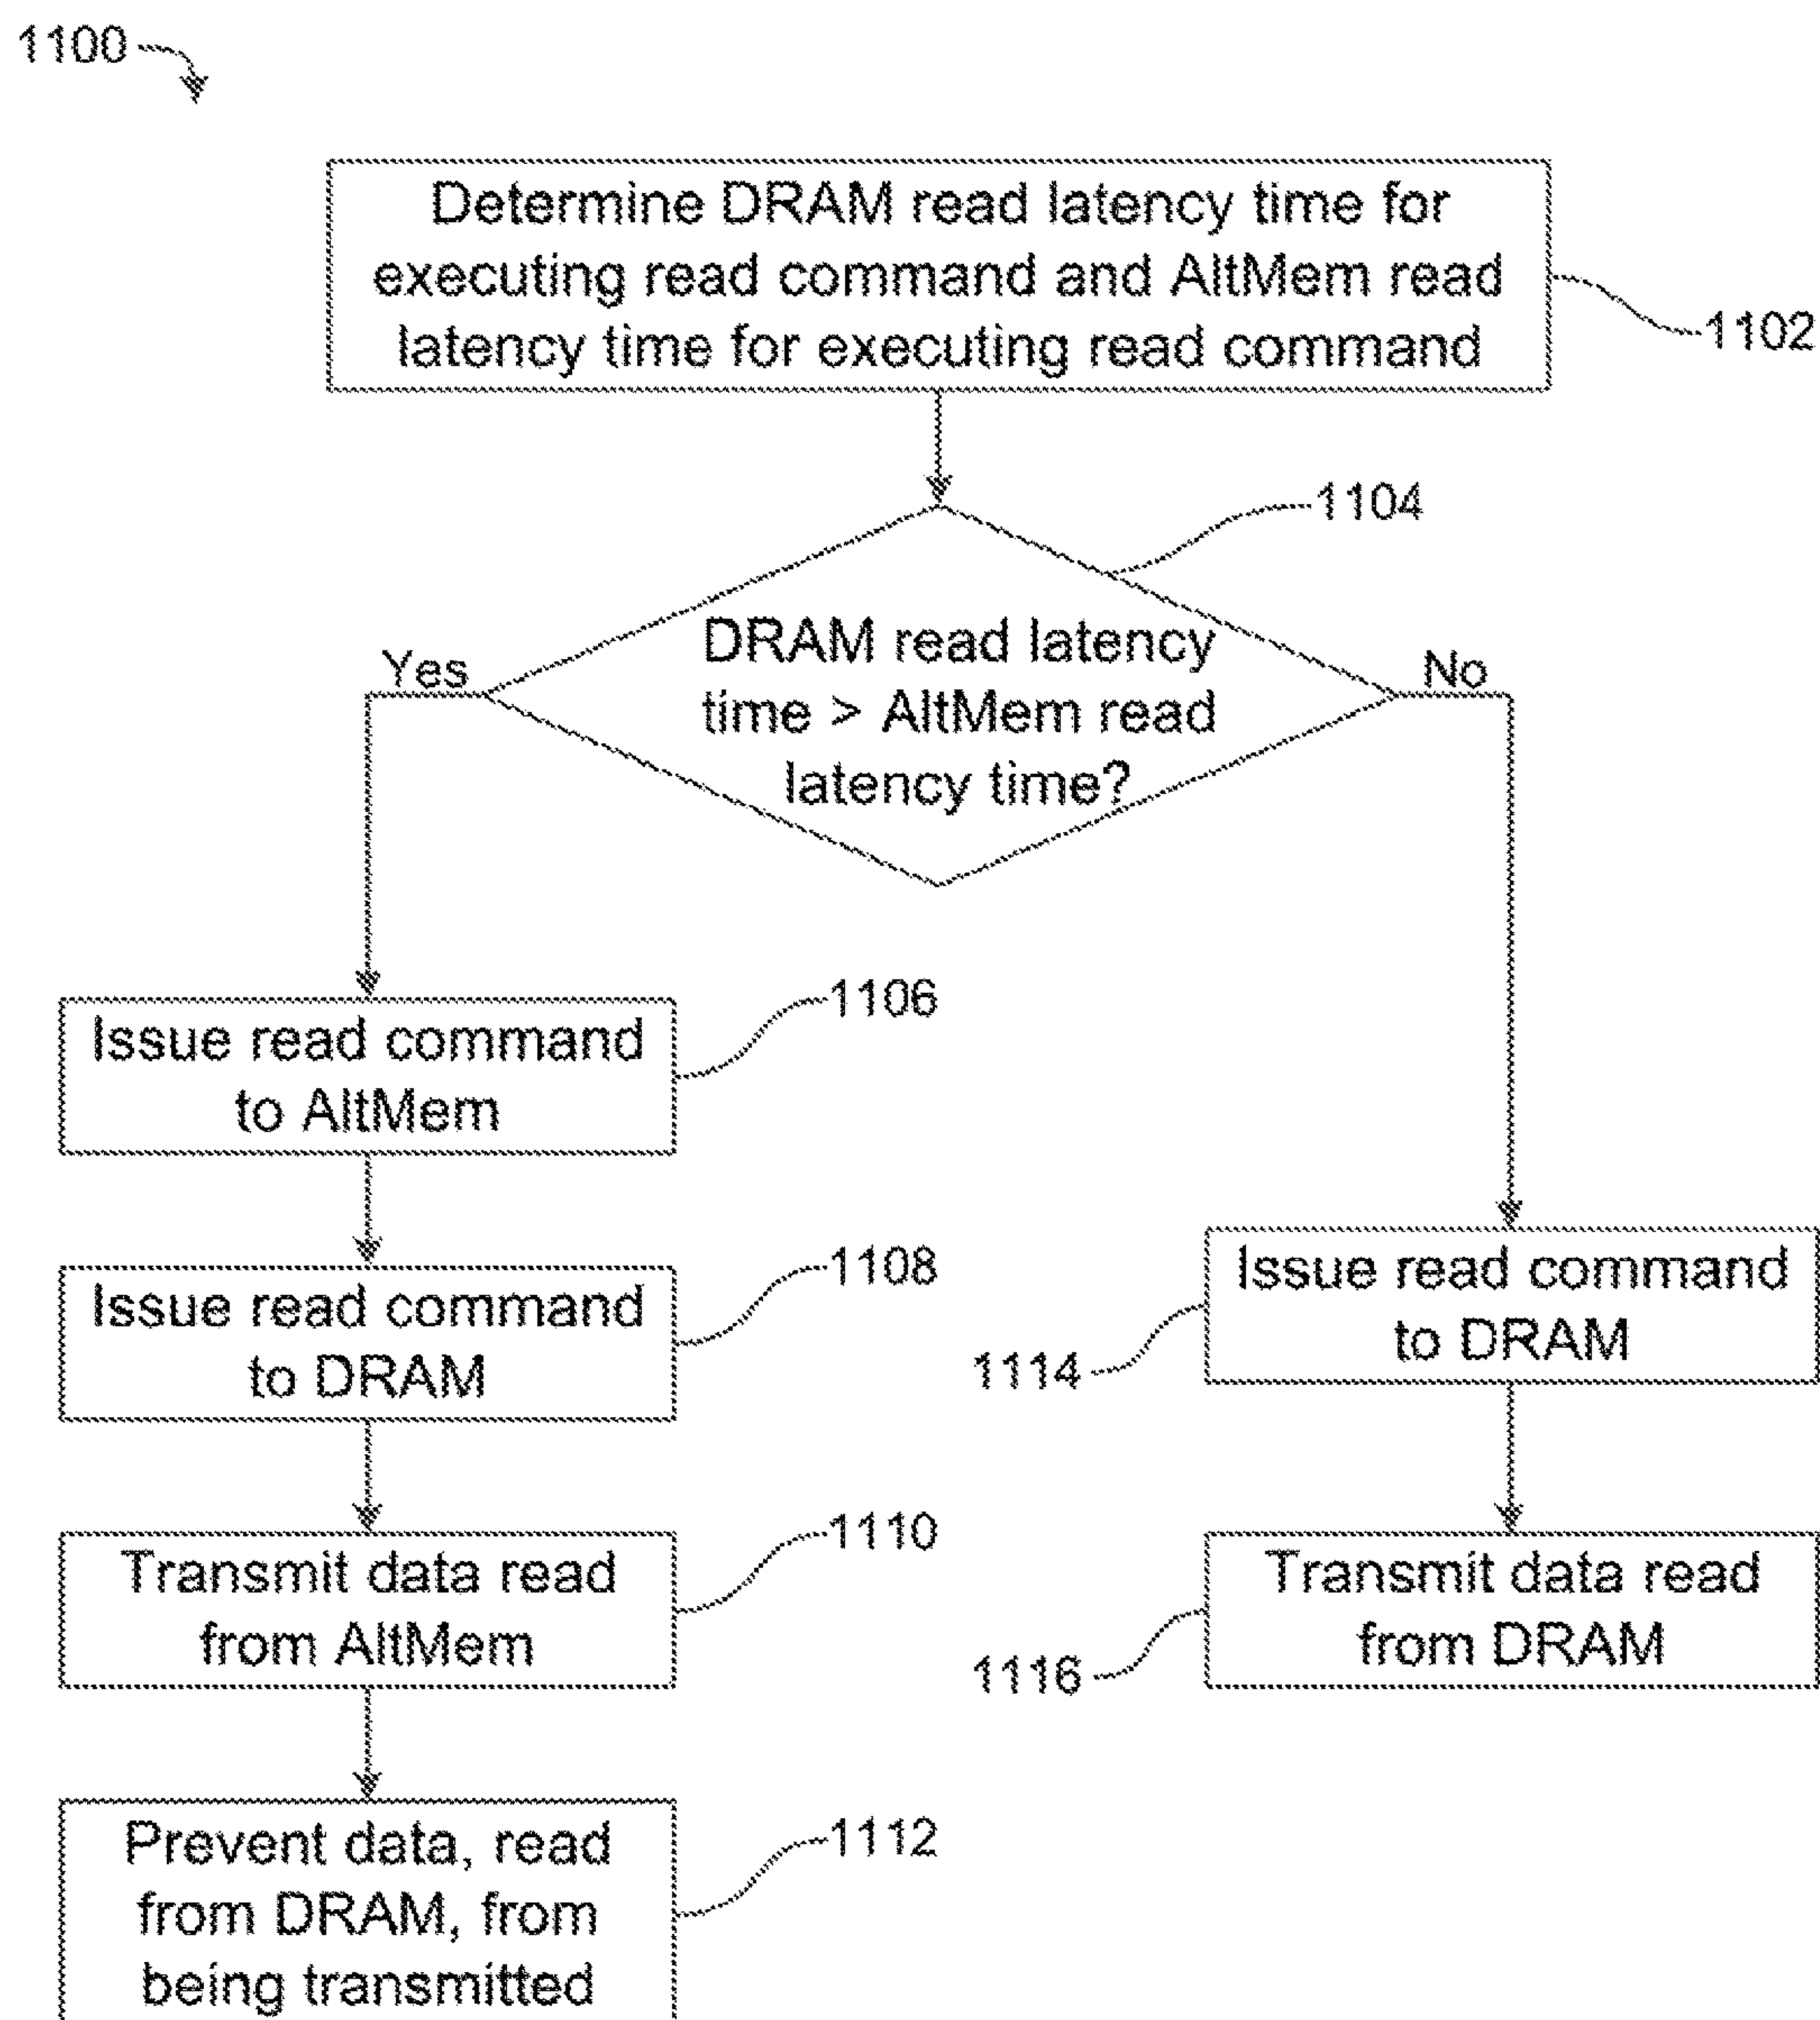 1100
Determine DRAM read latency time for
executing read command and AltMem read
latency time for executing read command
1102
1104
DRAM read latency
time > AltMem read
latency time?
Yes
No
Issue read command
to AltMem
1106
Issue read command
to DRAM
1108
Issue read command
to DRAM
1114
Transmit data read
from AltMem
1110
Transmit data read
from DRAM
1116
Prevent data, read
from DRAM, from
being transmitted
1112